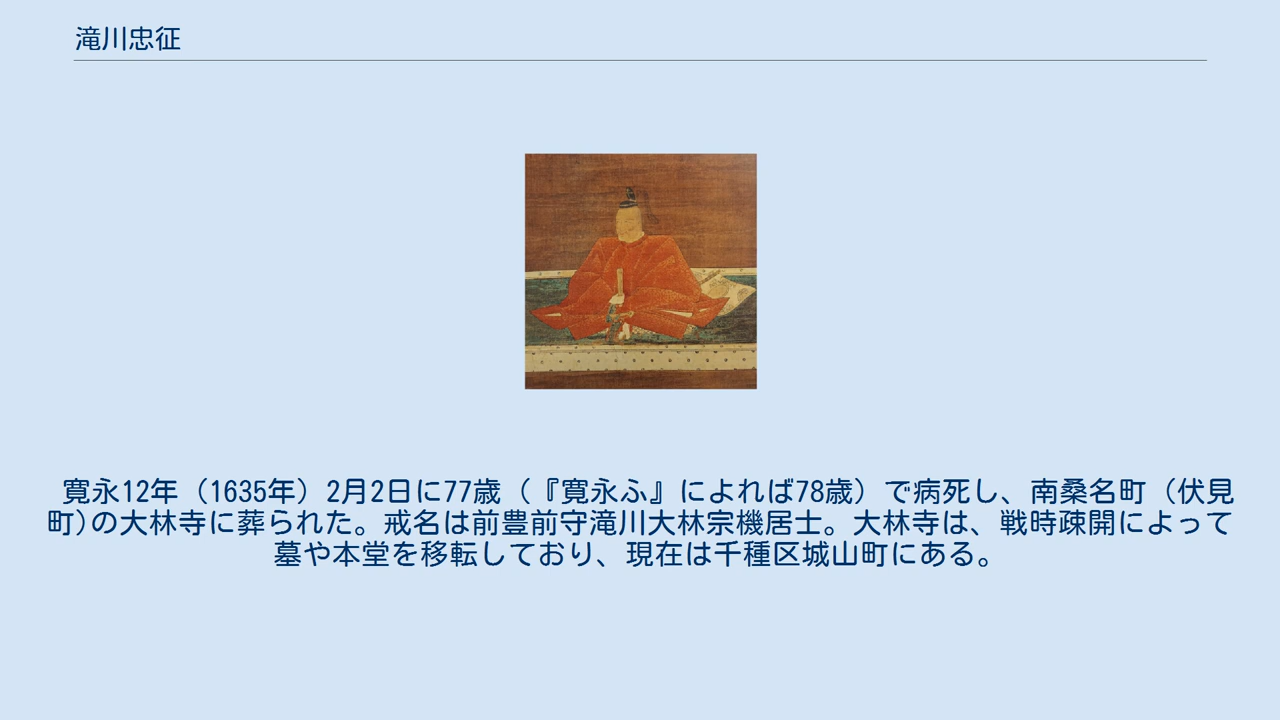 滝川忠征
寛永12年（1635年）2月2日に77歳（『寛永ふ』によれば78歳）で病死し、南桑名町（伏見
町)の大林寺に葬られた。戒名は前豊前守滝川大林宗機居士。大林寺は、戦時疎開によって
墓や本堂を移転しており、現在は千種区城山町にある。